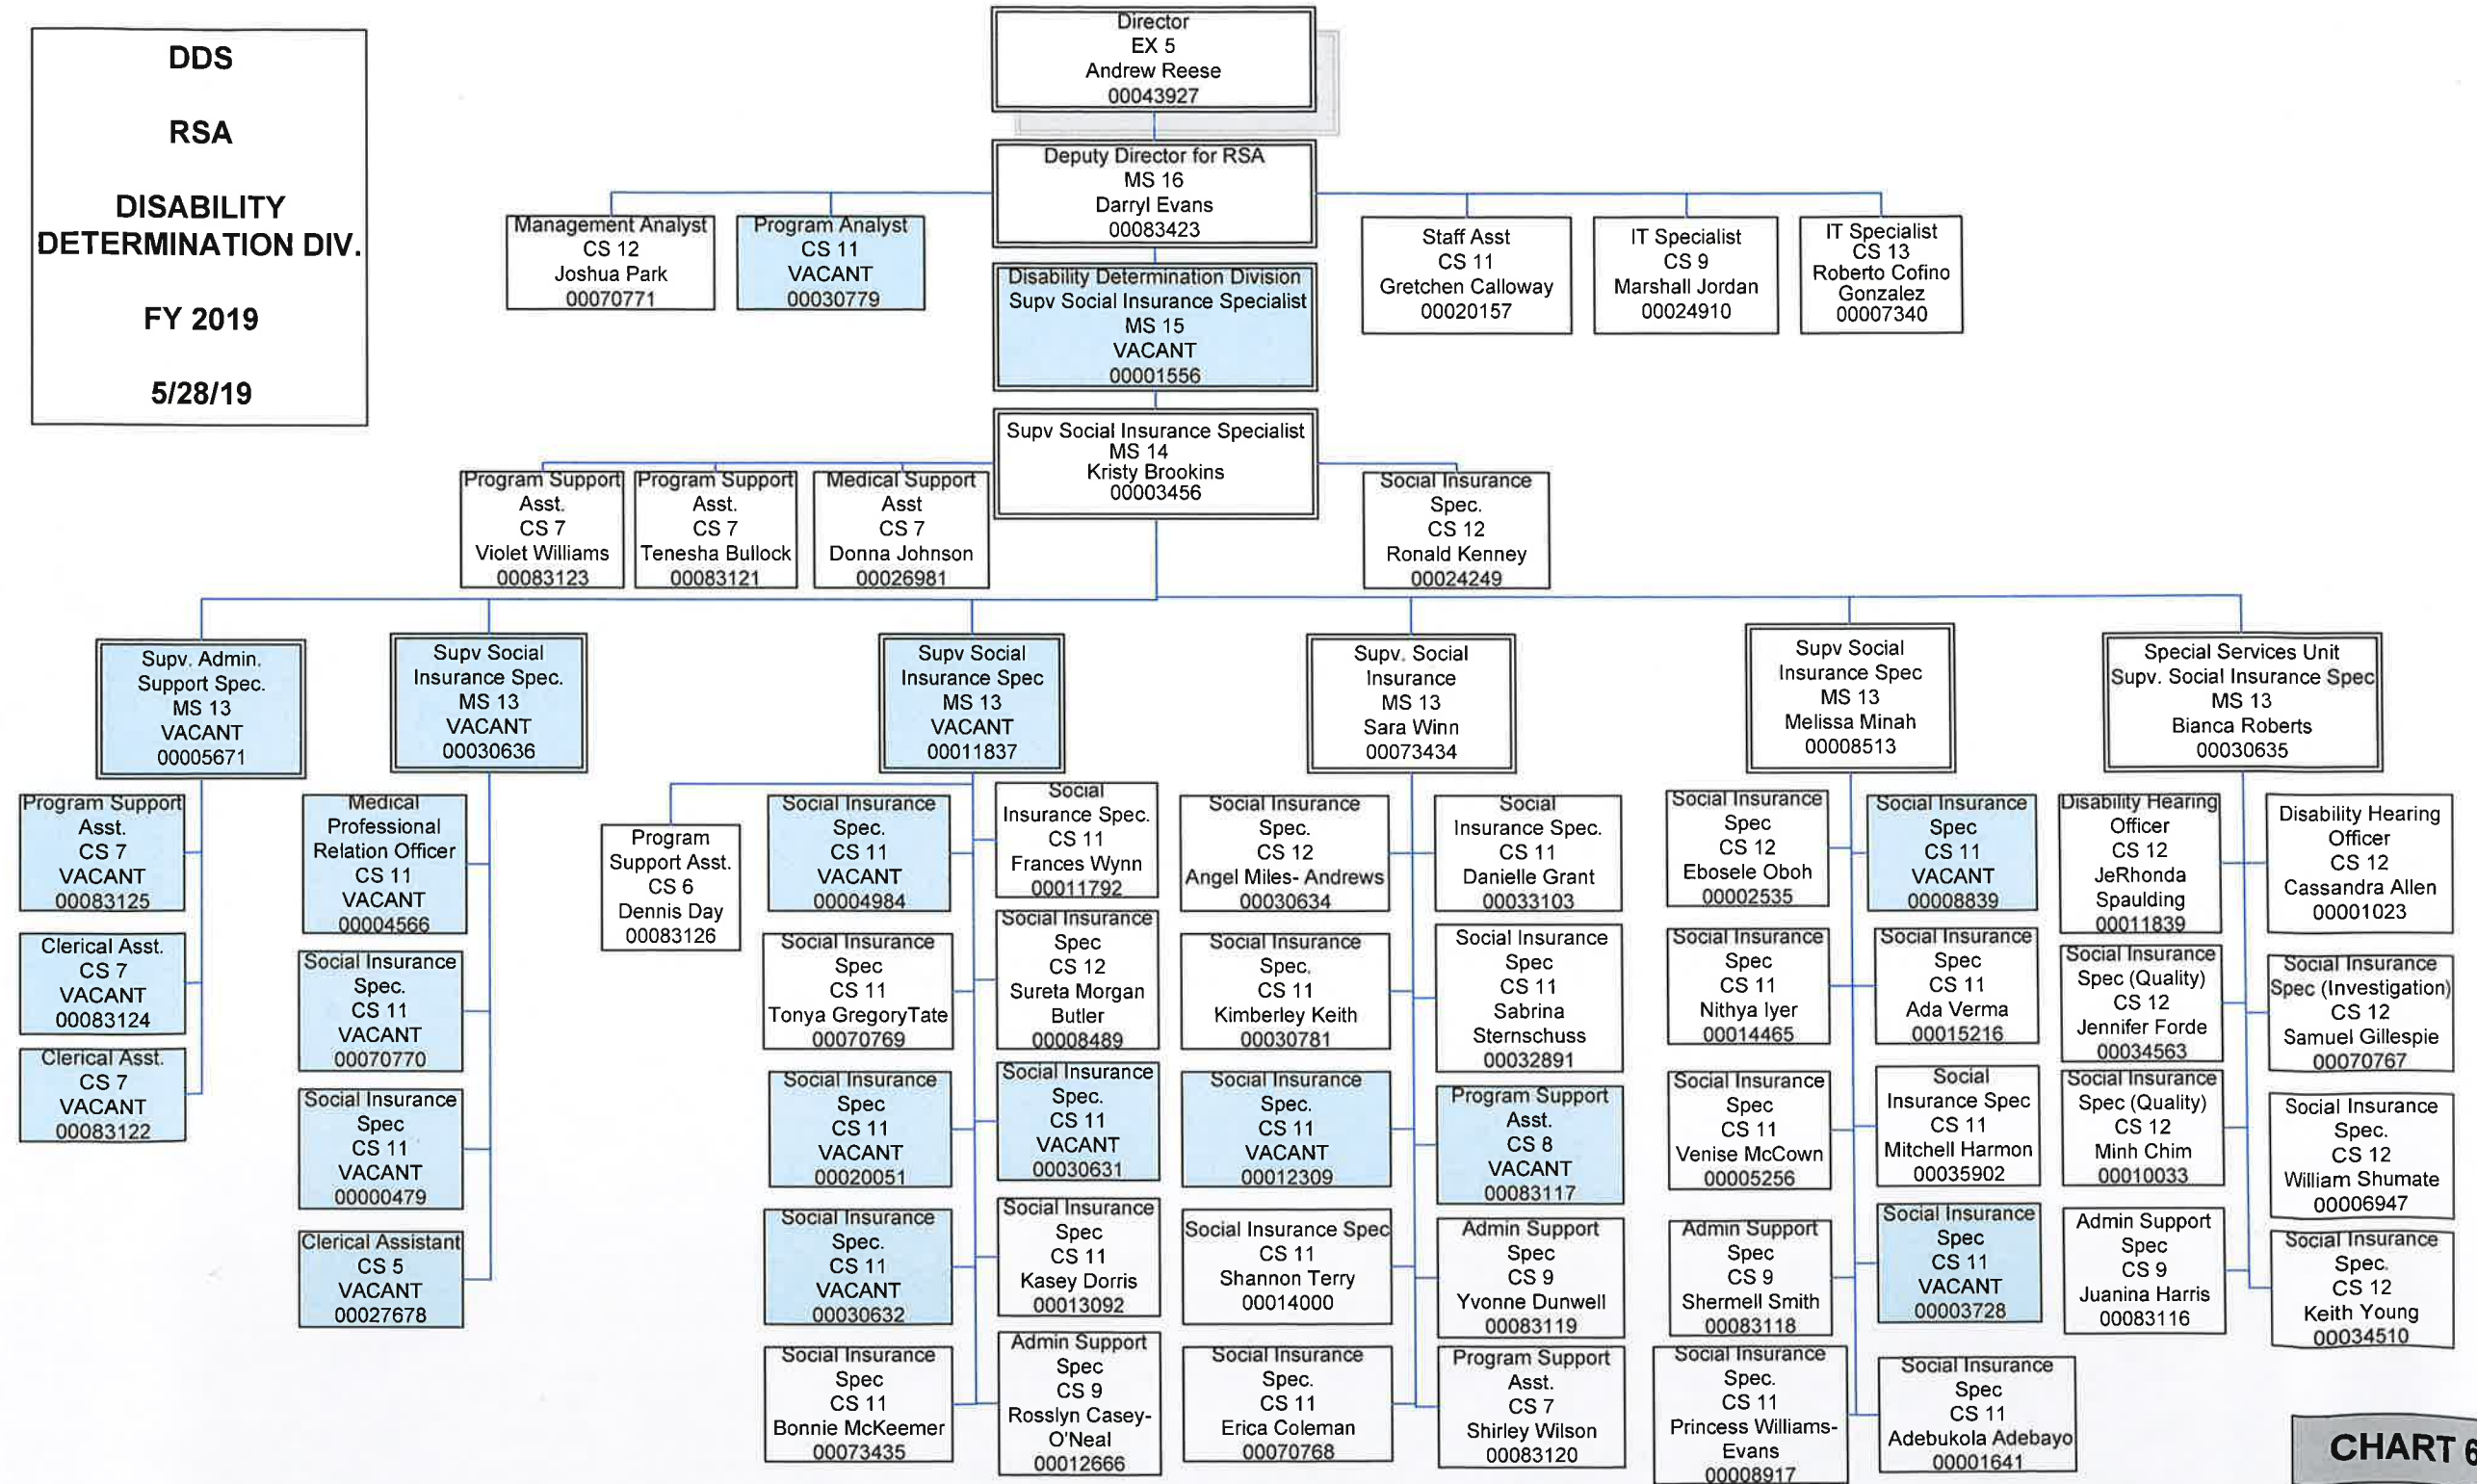 DDS
RSA
DISABILITY
DETERMINATION DIV.
FY 2019
5/28/19
Director
EX 5
Andrew Reese
00043927
Deputy Director for RSA
MS 16
Darryl Evans
00083423
Management Analyst
CS 12
Joshua Park
00070771
Program Analyst
CS 11
VACANT
00030779
Disability Determination Division
Supv Social Insurance Specialist
MS 15
VACANT
00001556
Staff Asst
CS 11
Gretchen Calloway
00020157
IT Specialist
CS 9
Marshall Jordan
00024910
IT Specialist
CS 13
Roberto Cofino
Gonzalez
00007340
Supv Social Insurance Specialist
MS 14
Kristy Brookins
00003456
Program Support
Asst.
CS 7
Violet Williams
00083123
Program Support
Asst.
CS 7
Tenesha Bullock
00083121
Medical Support
Asst
CS 7
Donna Johnson
00026981
Social Insurance
Spec.
CS 12
Ronald Kenney
00024249
Supv. Admin.
Support Spec.
MS 13
VACANT
00005671
Supv Social
Insurance Spec.
MS 13
VACANT
00030636
Supv Social
Insurance Spec
MS 13
VACANT
00011837
Supv. Social
Insurance
MS 13
Sara Winn
00073434
Supv Social
Insurance Spec
MS 13
Melissa Minah
00008513
Special Services Unit
Supv. Social Insurance Spec
MS 13
Bianca Roberts
00030635
Program Support
Asst.
CS 7
VACANT
00083125
Clerical Asst.
CS 7
VACANT
00083124
Clerical Asst.
CS 7
VACANT
00083122
Medical
Professional
Relation Officer
CS 11
VACANT
00004566
Social Insurance
Spec.
CS 11
VACANT
00070770
Social Insurance
Spec
CS 11
VACANT
00000479
Clerical Assistant
CS 5
VACANT
00027678
Program
Support Asst.
CS 6
Dennis Day
00083126
Social Insurance
Spec.
CS 11
VACANT
00004984
Social
Insurance Spec.
CS 11
Frances Wynn
00011792
Social Insurance
Spec
CS 11
Tonya GregoryTate
00070769
Social Insurance
Spec
CS 12
Sureta Morgan
Butler
00008489
Social Insurance
Spec
CS 11
VACANT
00020051
Social Insurance
Spec.
CS 11
VACANT
00030631
Social Insurance
Spec.
CS 11
VACANT
00030632
Social Insurance
Spec
CS 11
Kasey Dorris
00013092
Social Insurance
Spec
CS 11
Bonnie McKeemer
00073435
Admin Support
Spec
CS 9
Rosslyn Casey-
O'Neal
00012666
Social Insurance
Spec.
CS 12
Angel Miles- Andrews
00030634
Social
Insurance Spec.
CS 11
Danielle Grant
00033103
Social Insurance
Spec.
CS 11
Kimberley Keith
00030781
Social Insurance
Spec
CS 11
Sabrina
Sternschuss
00032891
Social Insurance
Spec.
CS 11
VACANT
00012309
Program Support
Asst.
CS 8
VACANT
00083117
Social Insurance Spec
CS 11
Shannon Terry
00014000
Admin Support
Spec
CS 9
Yvonne Dunwell
00083119
Social Insurance
Spec.
CS 11
Erica Coleman
00070768
Program Support
Asst.
CS 7
Shirley Wilson
00083120
Social Insurance
Spec
CS 12
Ebosele Oboh
00002535
Social Insurance
Spec
CS 11
VACANT
00008839
Social Insurance
Spec
CS 11
Nithya Iyer
00014465
Social Insurance
Spec
CS 11
Ada Verma
00015216
Social Insurance
Spec
CS 11
Venise McCown
00005256
Social
Insurance Spec
CS 11
Mitchell Harmon
00035902
Admin Support
Spec
CS 9
Shermell Smith
00083118
Social Insurance
Spec
CS 11
VACANT
00003728
Social Insurance
Spec.
CS 11
Princess Williams-
Evans
00008917
Social Insurance
Spec
CS 11
Adebukola Adebayo
00001641
Disability Hearing
Officer
CS 12
JeRhonda
Spaulding
00011839
Disability Hearing
Officer
CS 12
Cassandra Allen
00001023
Social Insurance
Spec (Quality)
CS 12
Jennifer Forde
00034563
Social Insurance
Spec (Investigation)
CS 12
Samuel Gillespie
00070767
Social Insurance
Spec (Quality)
CS 12
Minh Chim
00010033
Social Insurance
Spec.
CS 12
William Shumate
00006947
Admin Support
Spec
CS 9
Juanina Harris
00083116
Social Insurance
Spec.
CS 12
Keith Young
00034510
CHART 6